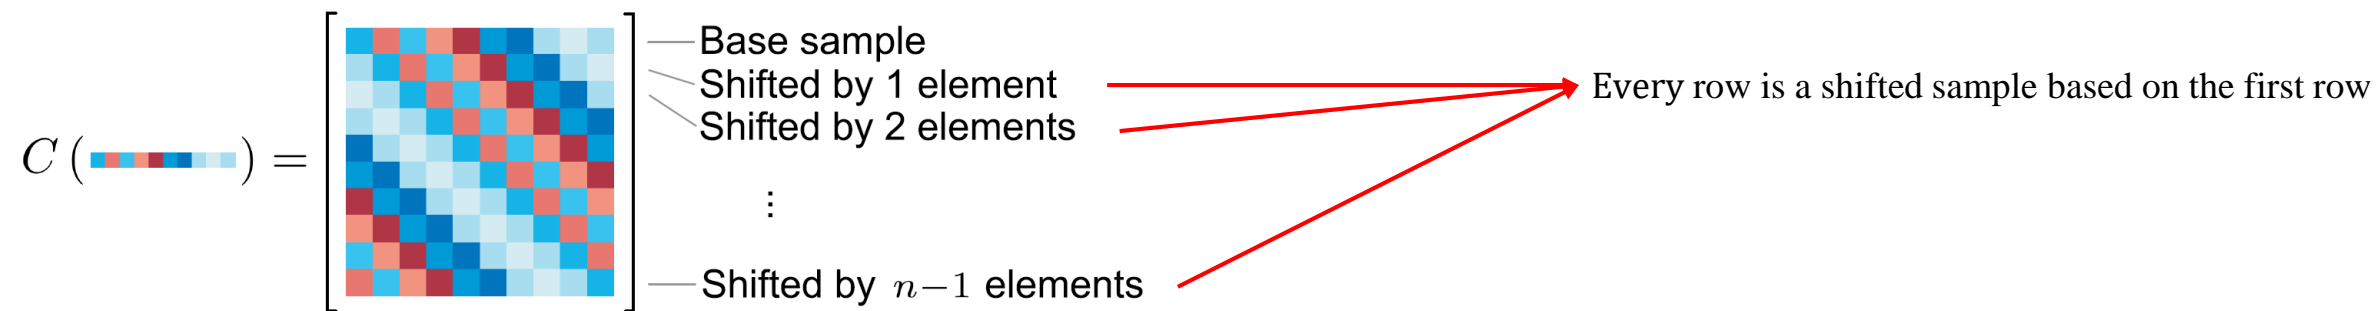 Base sample
Shifted by 1 element
Every row is a shifted sample based on the first row
Shifted by 2 elements
C ( ) =
⋮
Shifted by n−1 elements